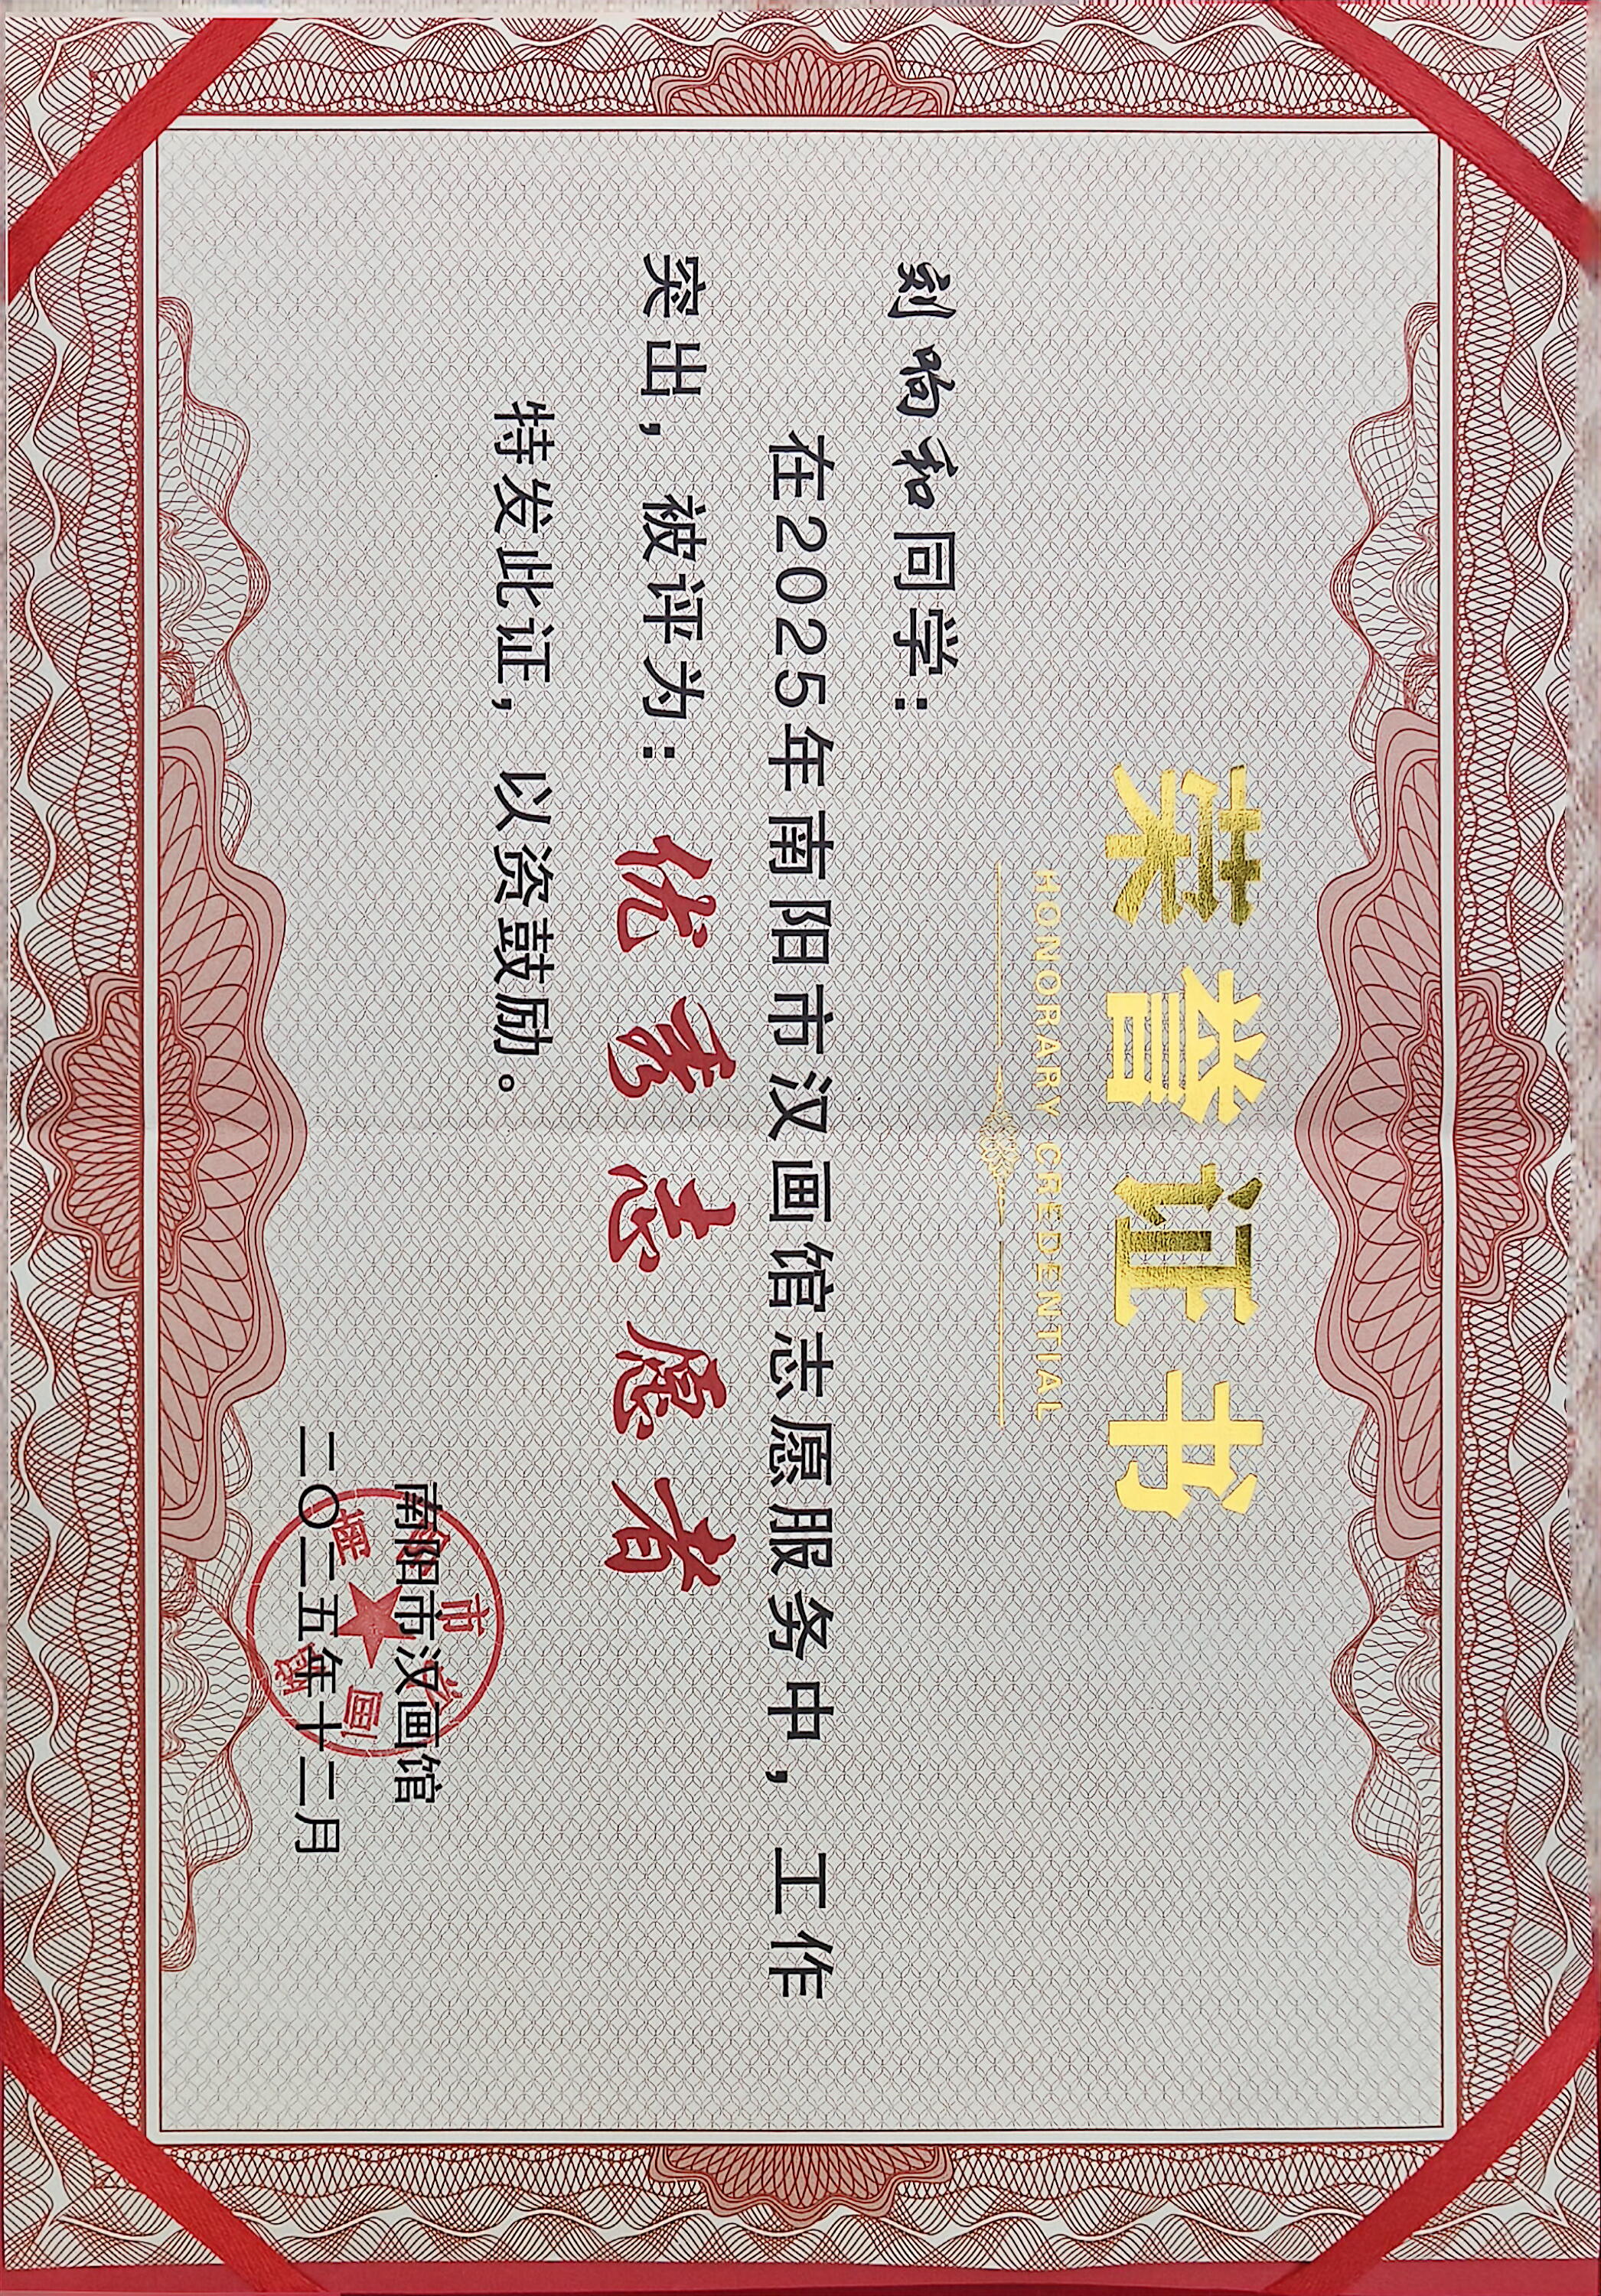 荣誉证书
HONORARY CREDENTIAL
刘响和同学：
在2025年南阳市汉画馆志愿服务中，工作
突出，被评为：优秀志愿者
特发此证，以资鼓励。
南阳市汉画馆
二〇二五年十二月